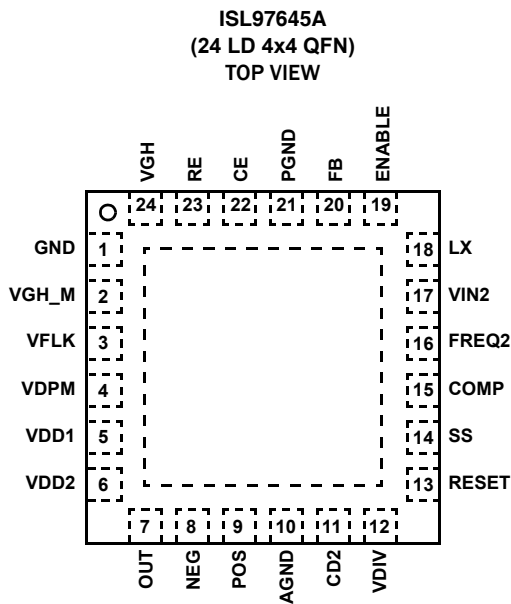 ISL97645A
(24 LD 4x4 QFN)
TOP VIEW
VGH RE CE PGND FB ENABLE
24 23 22 21 20 19
GND 1 18 LX
VGH_M 2 17 VIN2
VFLK 3 16 FREQ2
VDPM 4 15 COMP
VDD1 5 14 SS
VDD2 6 13 RESET
7 8 9 10 11 12
OUT NEG POS AGND CD2 VDIV